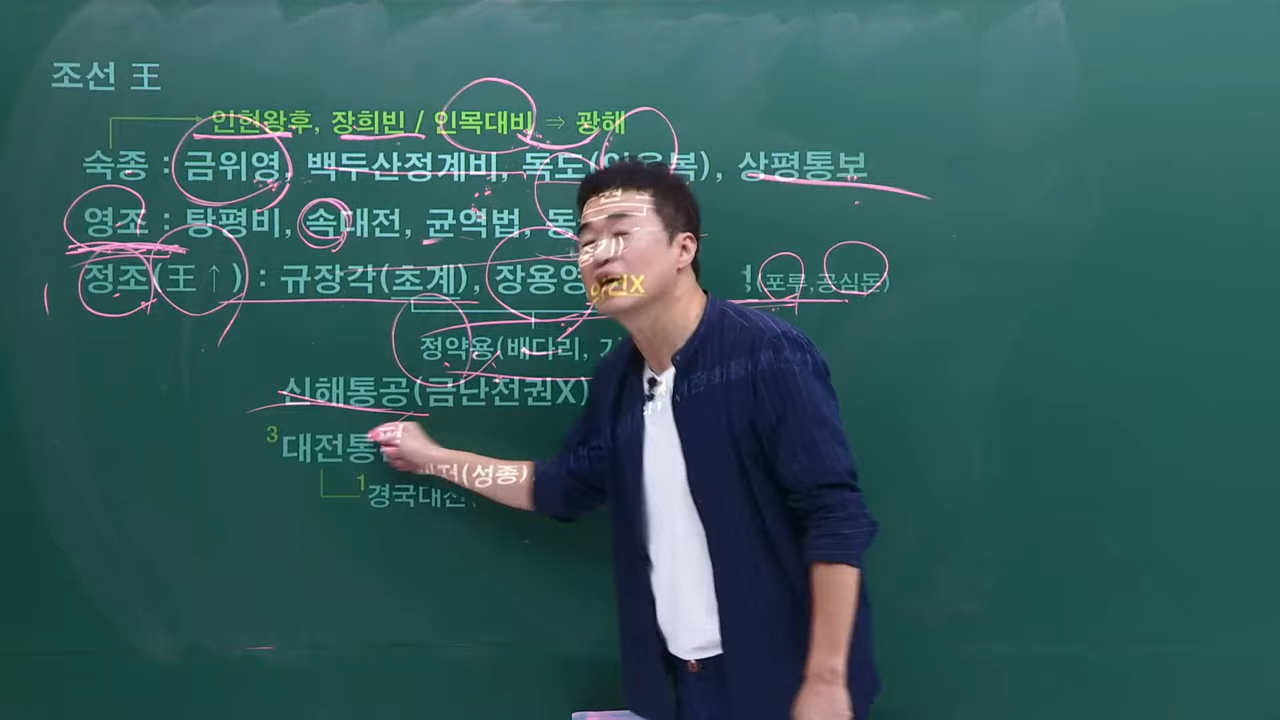 조선 王
인현왕후, 장희빈 / 인목대비 ⇒ 광해
숙종 : 금위영, 백두산정계비, 독도( 복), 상평통보
영조 : 탕평비, 속대전, 균역법, 동
정조(王↑) : 규장각(초계), 장용영 (포루,공심돈)
정약용(배다리,
신해통공(금난전권X)
3 대전통편 (성종)
1 경국대전(